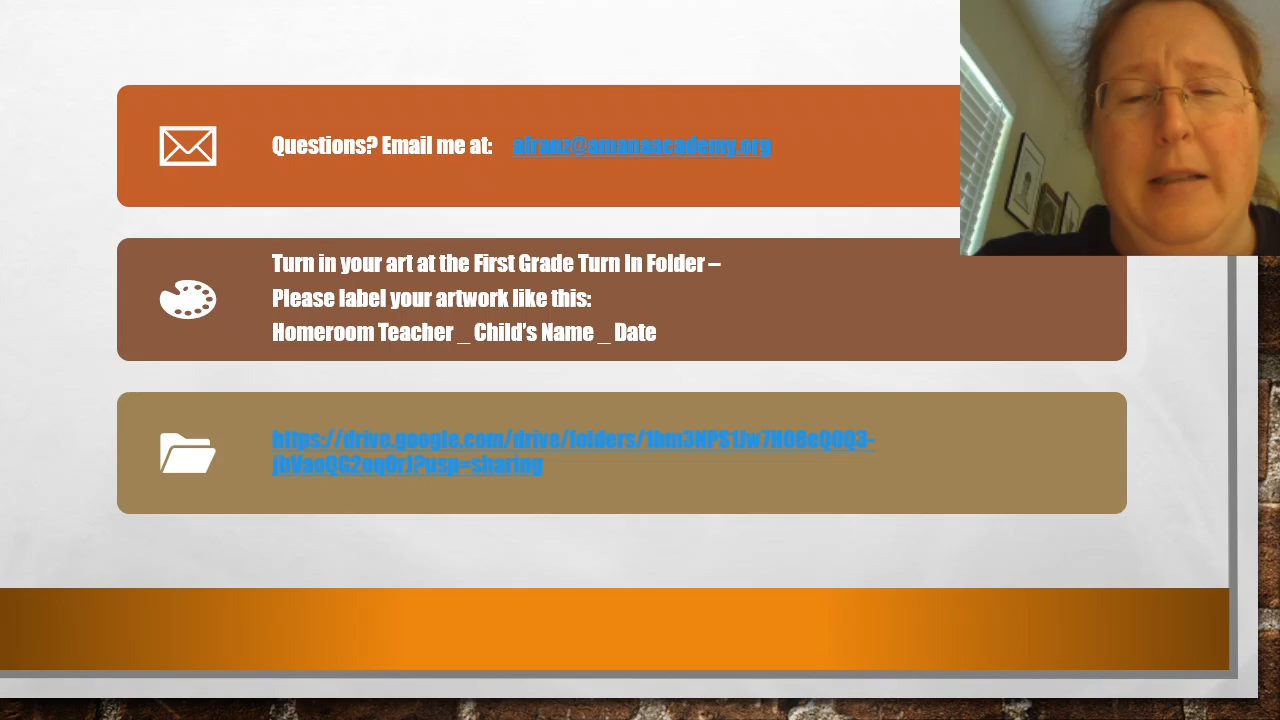 Questions? Email me at: afranz@amanaacademy.org
Turn in your art at the First Grade Turn In Folder –
Please label your artwork like this:
Homeroom Teacher _ Child’s Name _ Date